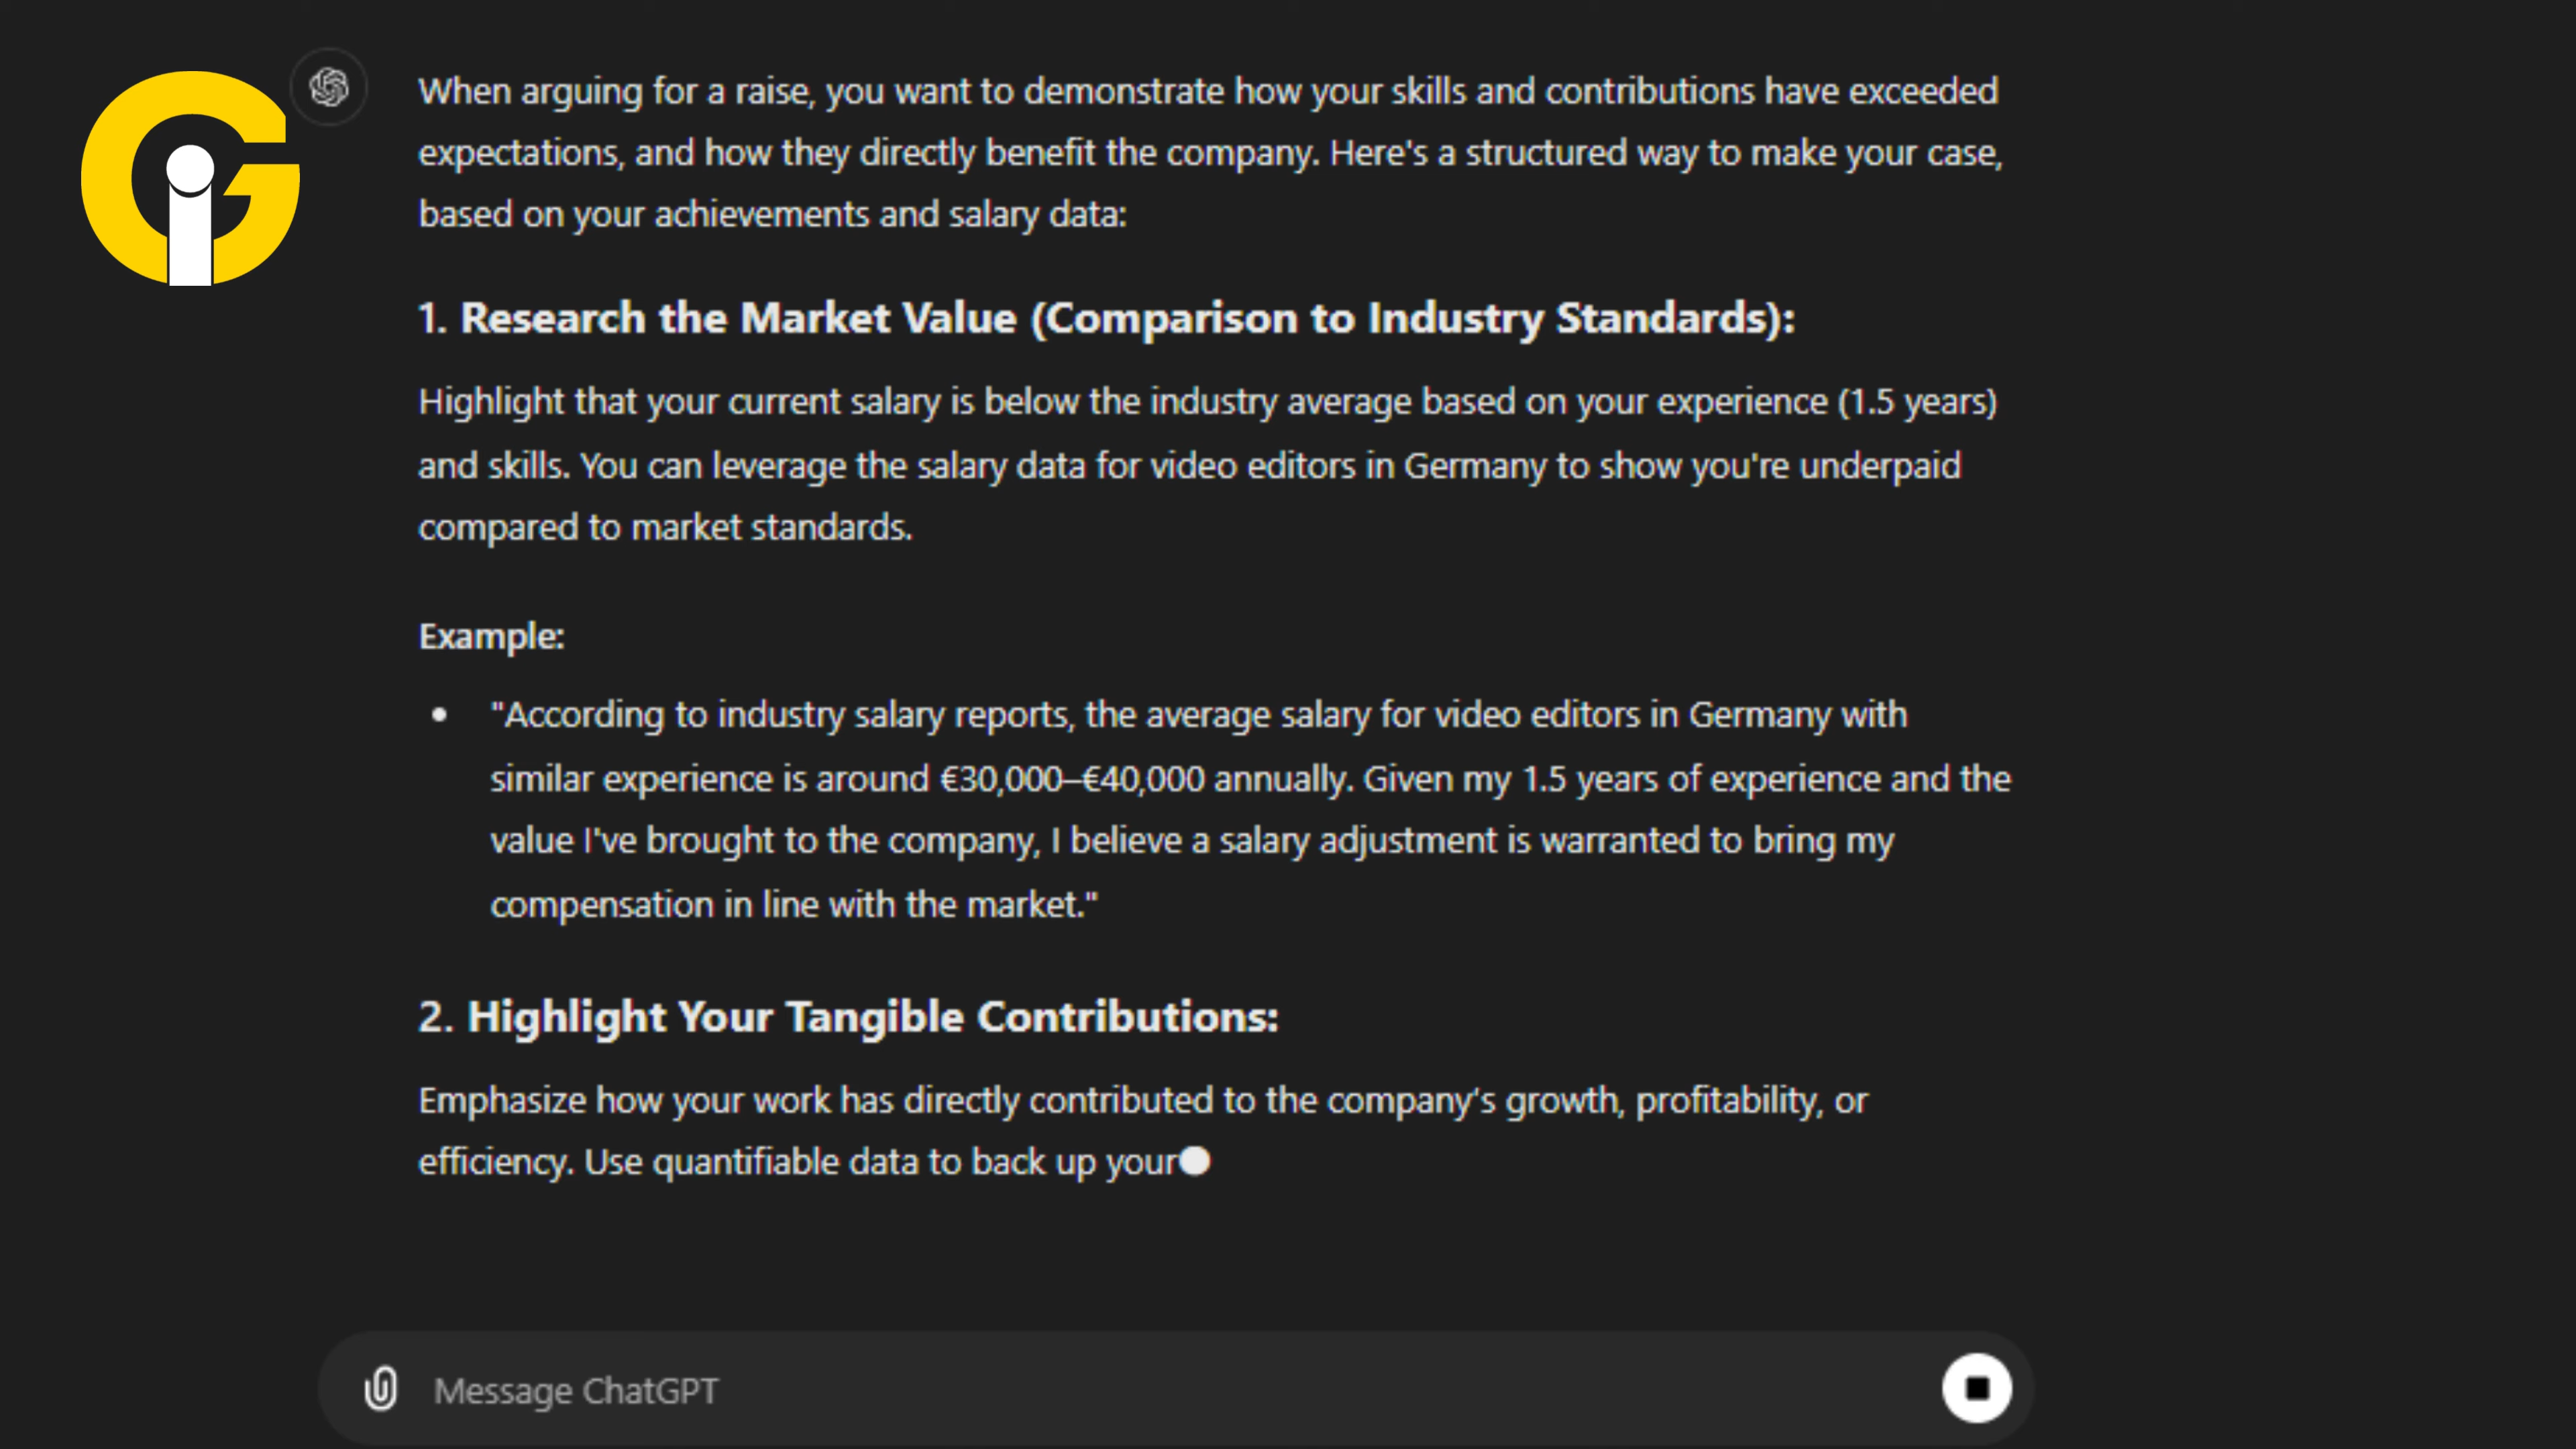 When arguing for a raise, you want to demonstrate how your skills and contributions have exceeded
expectations, and how they directly benefit the company. Here's a structured way to make your case,
based on your achievements and salary data:
1. Research the Market Value (Comparison to Industry Standards):
Highlight that your current salary is below the industry average based on your experience (1.5 years)
and skills. You can leverage the salary data for video editors in Germany to show you're underpaid
compared to market standards.
Example:
• "According to industry salary reports, the average salary for video editors in Germany with
similar experience is around €30,000–€40,000 annually. Given my 1.5 years of experience and the
value I've brought to the company, I believe a salary adjustment is warranted to bring my
compensation in line with the market."
2. Highlight Your Tangible Contributions:
Emphasize how your work has directly contributed to the company's growth, profitability, or
efficiency. Use quantifiable data to back up your
Message ChatGPT